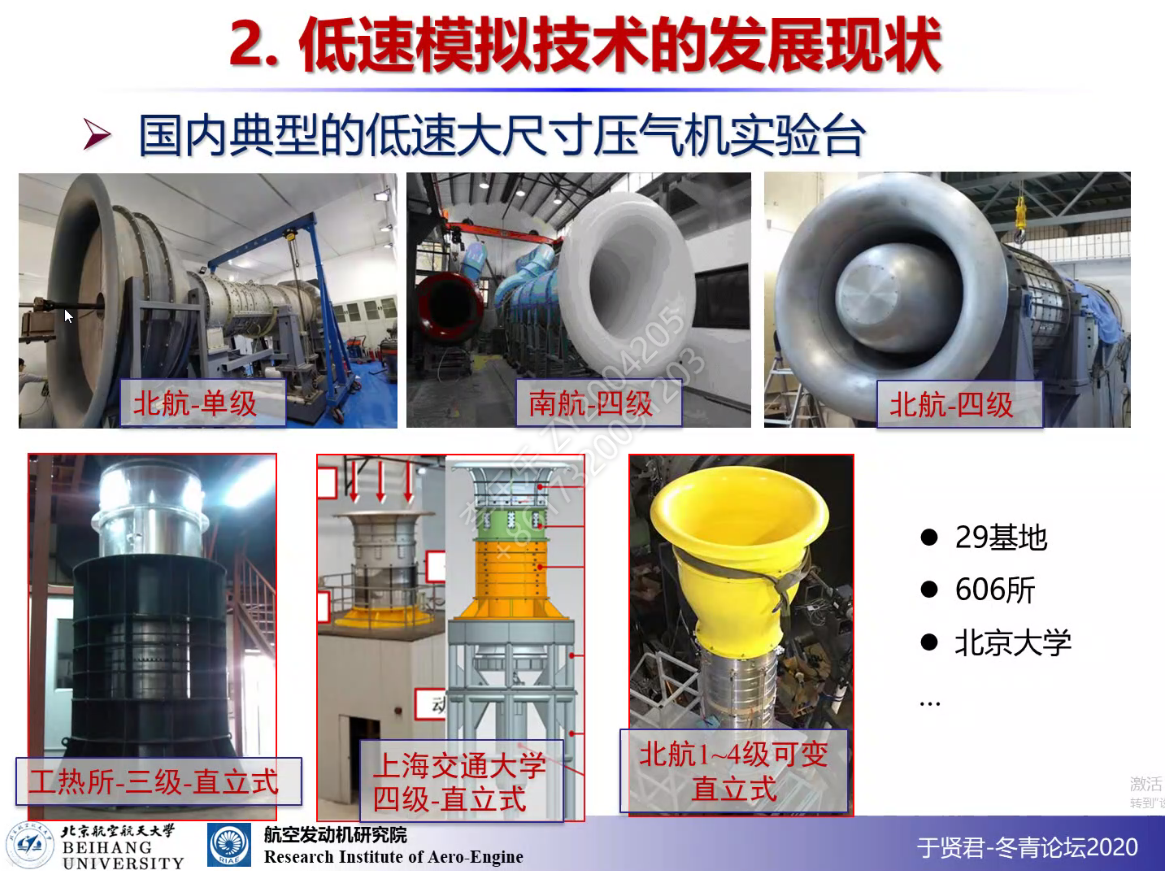 2. 低速模拟技术的发展现状
国内典型的低速大尺寸压气机实验台
北航-单级
南航-四级
北航-四级
工热所-三级-直立式
上海交通大学
四级-直立式
北航1~4级可变
直立式
29基地
606所
北京大学
...
激活
北京航空航天大学
BEIHANG
UNIVERSITY
航空发动机研究院
Research Institute of Aero-Engine
于贤君-冬青论坛2020